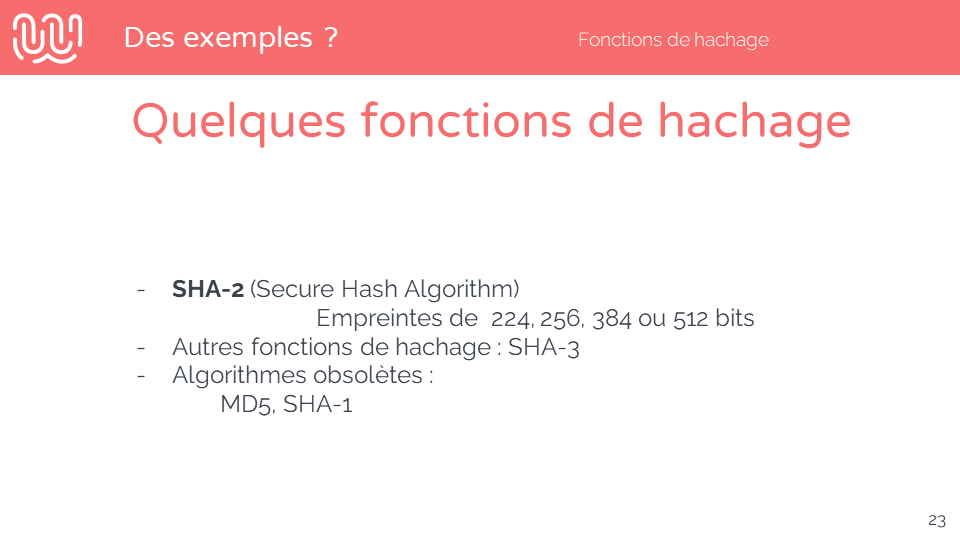 Des exemples ?
Fonctions de hachage
Quelques fonctions de hachage
- SHA-2 (Secure Hash Algorithm)
Empreintes de 224, 256, 384 ou 512 bits
- Autres fonctions de hachage : SHA-3
- Algorithmes obsolètes :
MD5, SHA-1
23